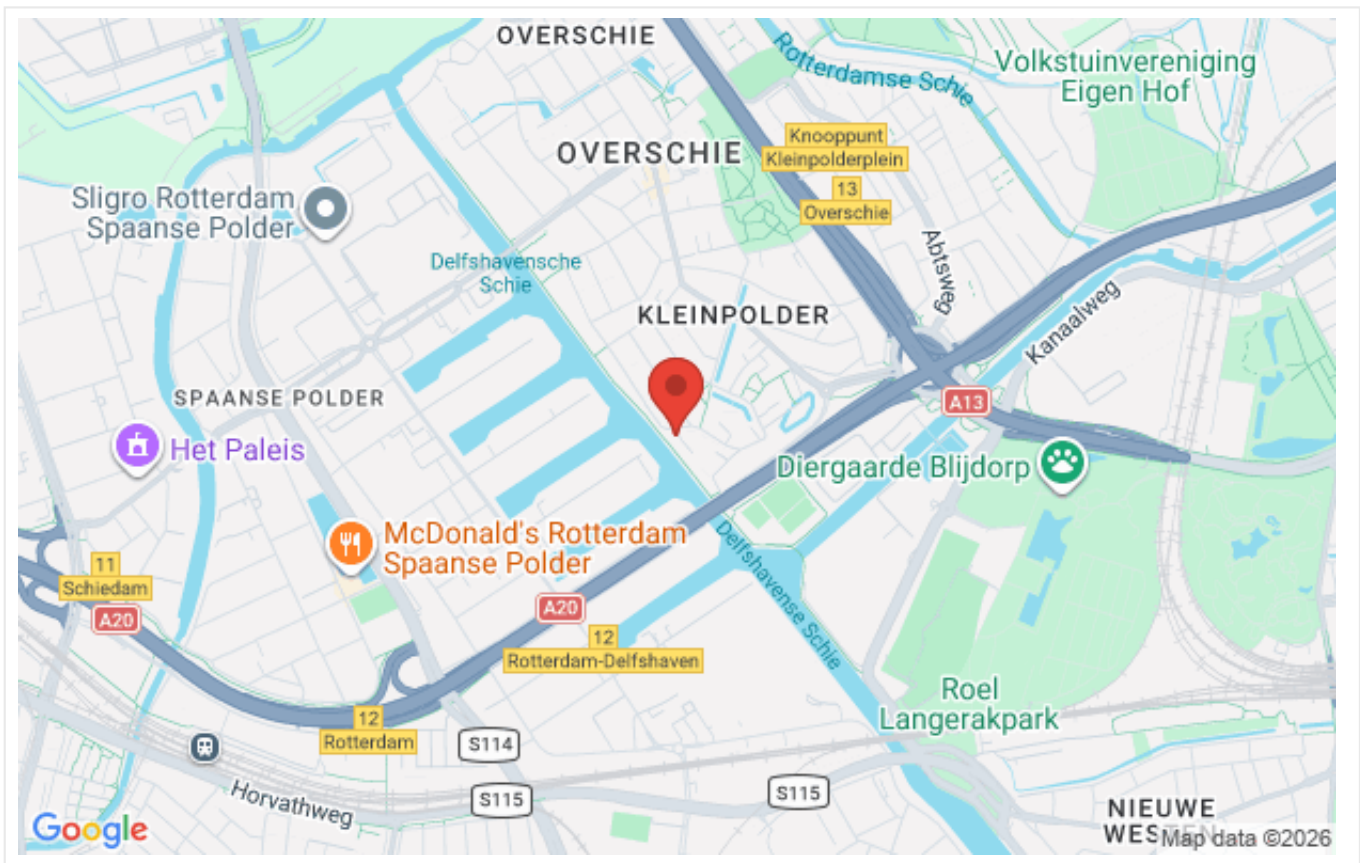 OVERSCHIE
Rotterdamse Schie
Volkstuinvereniging
Eigen Hof
Knooppunt
Kleinpolderplein
OVERSCHIE
13
Overschie
Sligro Rotterdam
Spaanse Polder
Abtsweg
Delfshavensche
Schie
Kanaalweg
KLEINPOLDER
SPAANSE POLDER
A13
Het Paleis
Diergaarde Blijdorp
McDonald's Rotterdam
Spaanse Polder
Delfshavense Schie
11
Schiedam
A20
A20
12
Rotterdam-Delfshaven
Roel
Langerakpark
12
Rotterdam
S114
Horvathweg
S115
S115
NIEUWE
Google
Map data ©2026